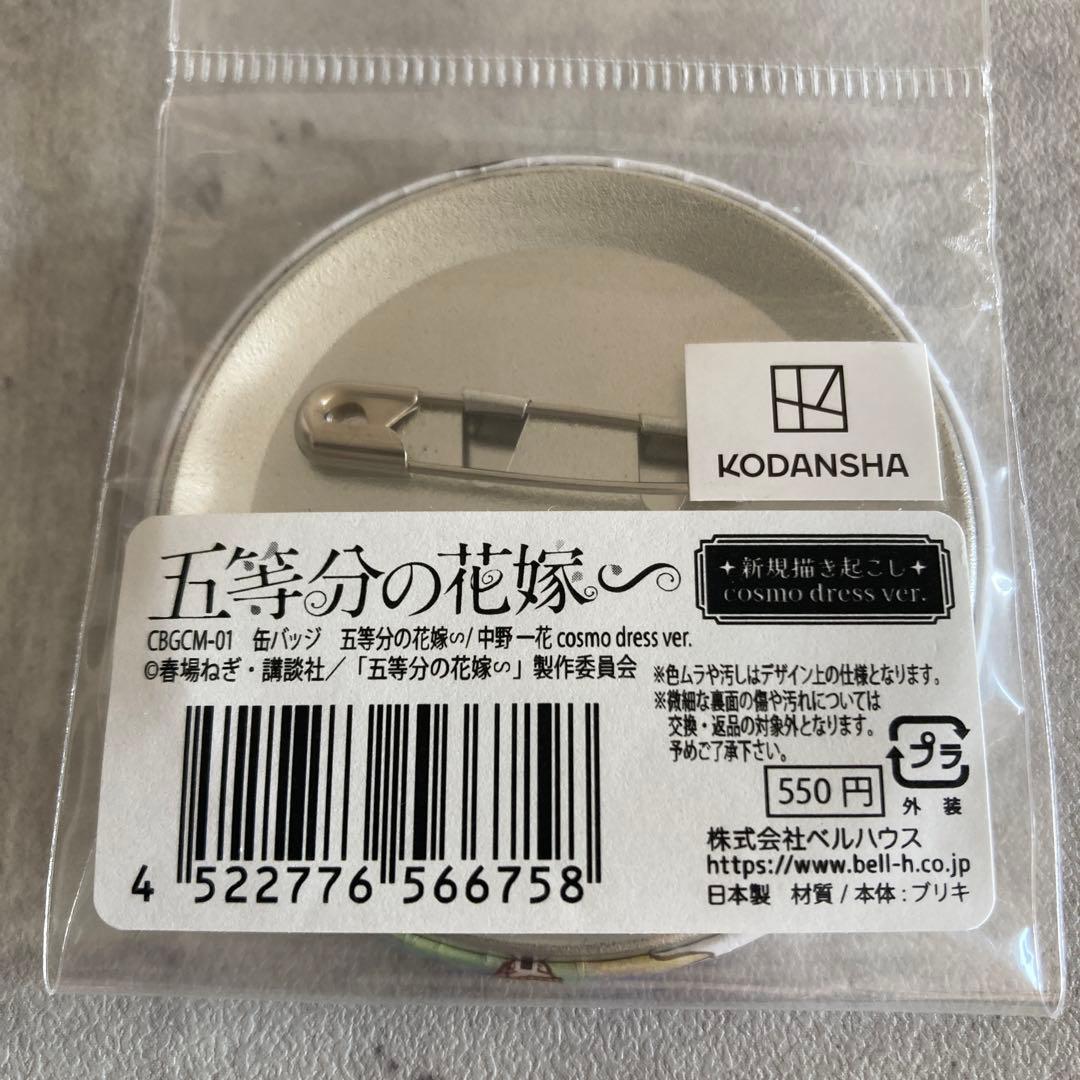 KODANSHA
五等分の花嫁∽
✦新規描き起こし✦
cosmo dress ver.
CBGCM-01 缶バッジ 五等分の花嫁∽/ 中野 一花 cosmo dress ver.
©春場ねぎ・講談社／「五等分の花嫁∽」製作委員会
※色ムラや汚しはデザイン上の仕様となります。
※微細な裏面の傷や汚れについては
交換・返品の対象外となります。
予めご了承下さい。
プラ
外 装
550 円
4 522776 566758
株式会社ベルハウス
https://www.bell-h.co.jp
日本製 材質 / 本体 : ブリキ